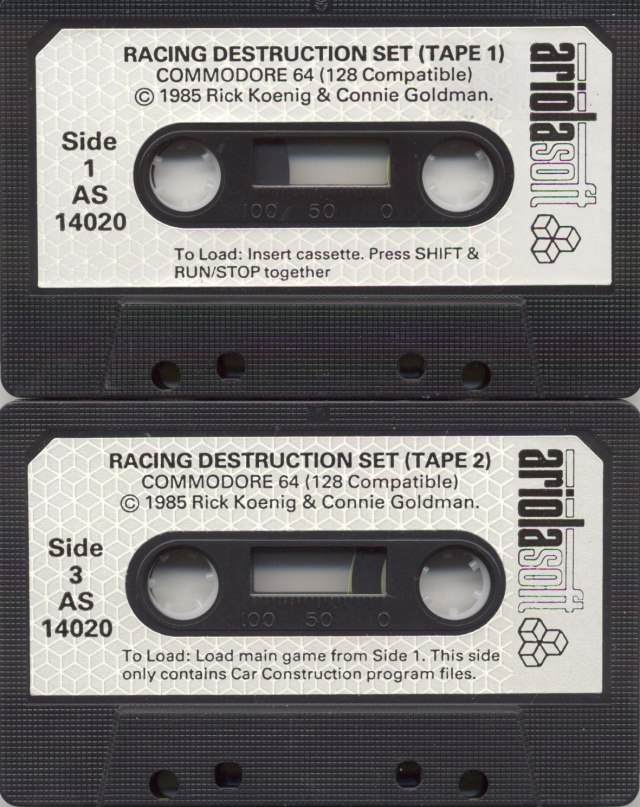 RACING DESTRUCTION SET (TAPE 1)
COMMODORE 64 (128 Compatible)
© 1985 Rick Koenig & Connie Goldman.
Side
1
AS
14020
100 50 0
To Load: Insert cassette. Press SHIFT &
RUN/STOP together
ariolasoft
RACING DESTRUCTION SET (TAPE 2)
COMMODORE 64 (128 Compatible)
© 1985 Rick Koenig & Connie Goldman.
Side
3
AS
14020
100 50 0
To Load: Load main game from Side 1. This side
only contains Car Construction program files.
ariolasoft